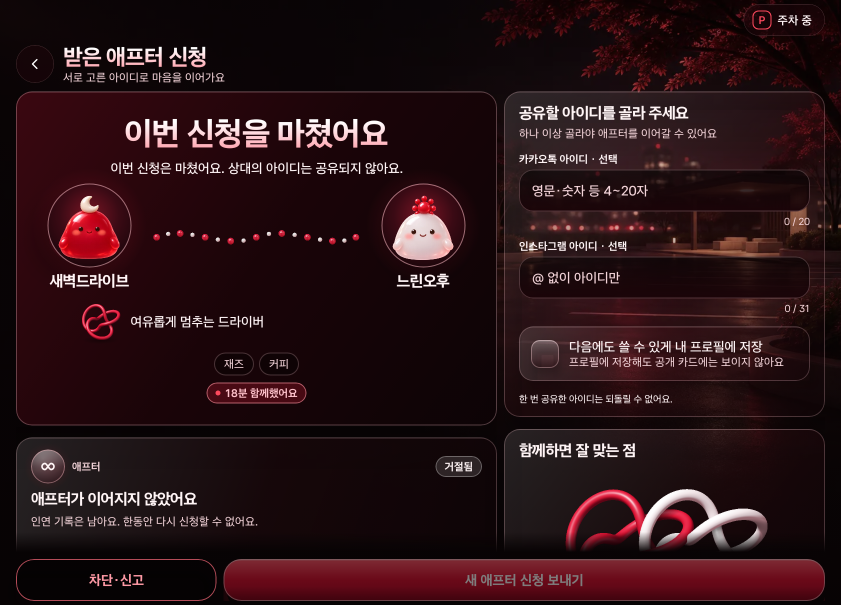 P 주차 중
받은 애프터 신청
서로 고른 아이디로 마음을 이어가요
이번 신청을 마쳤어요
이번 신청은 마쳤어요. 상대의 아이디는 공유되지 않아요.
새벽드라이브
느린오후
여유롭게 멈추는 드라이버
재즈
커피
18분 함께했어요
애프터
거절됨
애프터가 이어지지 않았어요
인연 기록은 남아요. 한동안 다시 신청할 수 없어요.
공유할 아이디를 골라 주세요
하나 이상 골라야 애프터를 이어갈 수 있어요
카카오톡 아이디 · 선택
영문·숫자 등 4~20자
0 / 20
인스타그램 아이디 · 선택
@ 없이 아이디만
0 / 31
다음에도 쓸 수 있게 내 프로필에 저장
프로필에 저장해도 공개 카드에는 보이지 않아요
한 번 공유한 아이디는 되돌릴 수 없어요.
함께하면 잘 맞는 점
차단·신고
새 애프터 신청 보내기